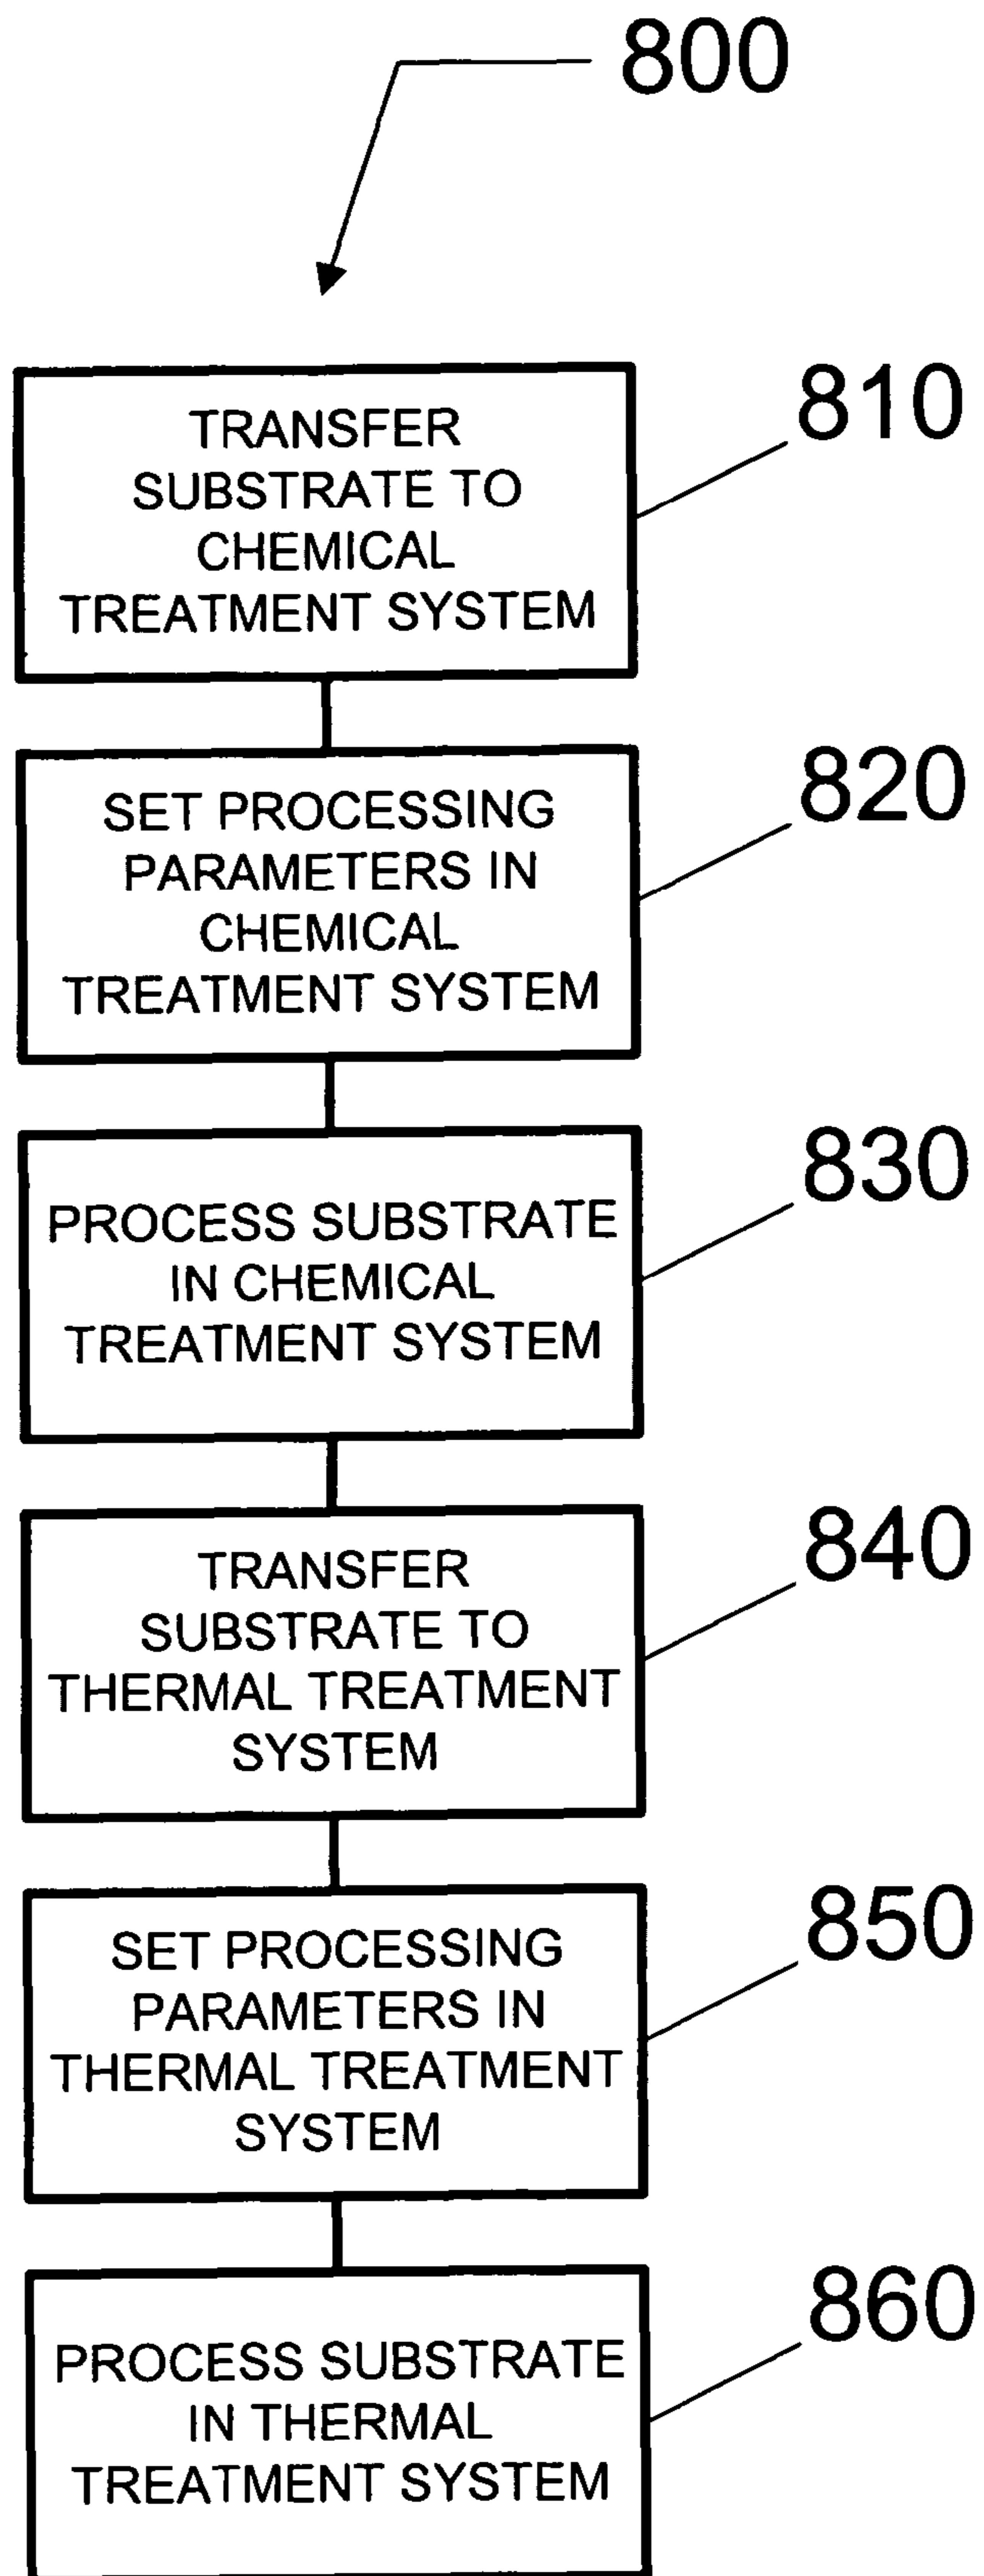 800
810
TRANSFER
SUBSTRATE TO
CHEMICAL
TREATMENT SYSTEM
820
SET PROCESSING
PARAMETERS IN
CHEMICAL
TREATMENT SYSTEM
830
PROCESS SUBSTRATE
IN CHEMICAL
TREATMENT SYSTEM
840
TRANSFER
SUBSTRATE TO
THERMAL TREATMENT
SYSTEM
850
SET PROCESSING
PARAMETERS IN
THERMAL TREATMENT
SYSTEM
860
PROCESS SUBSTRATE
IN THERMAL
TREATMENT SYSTEM